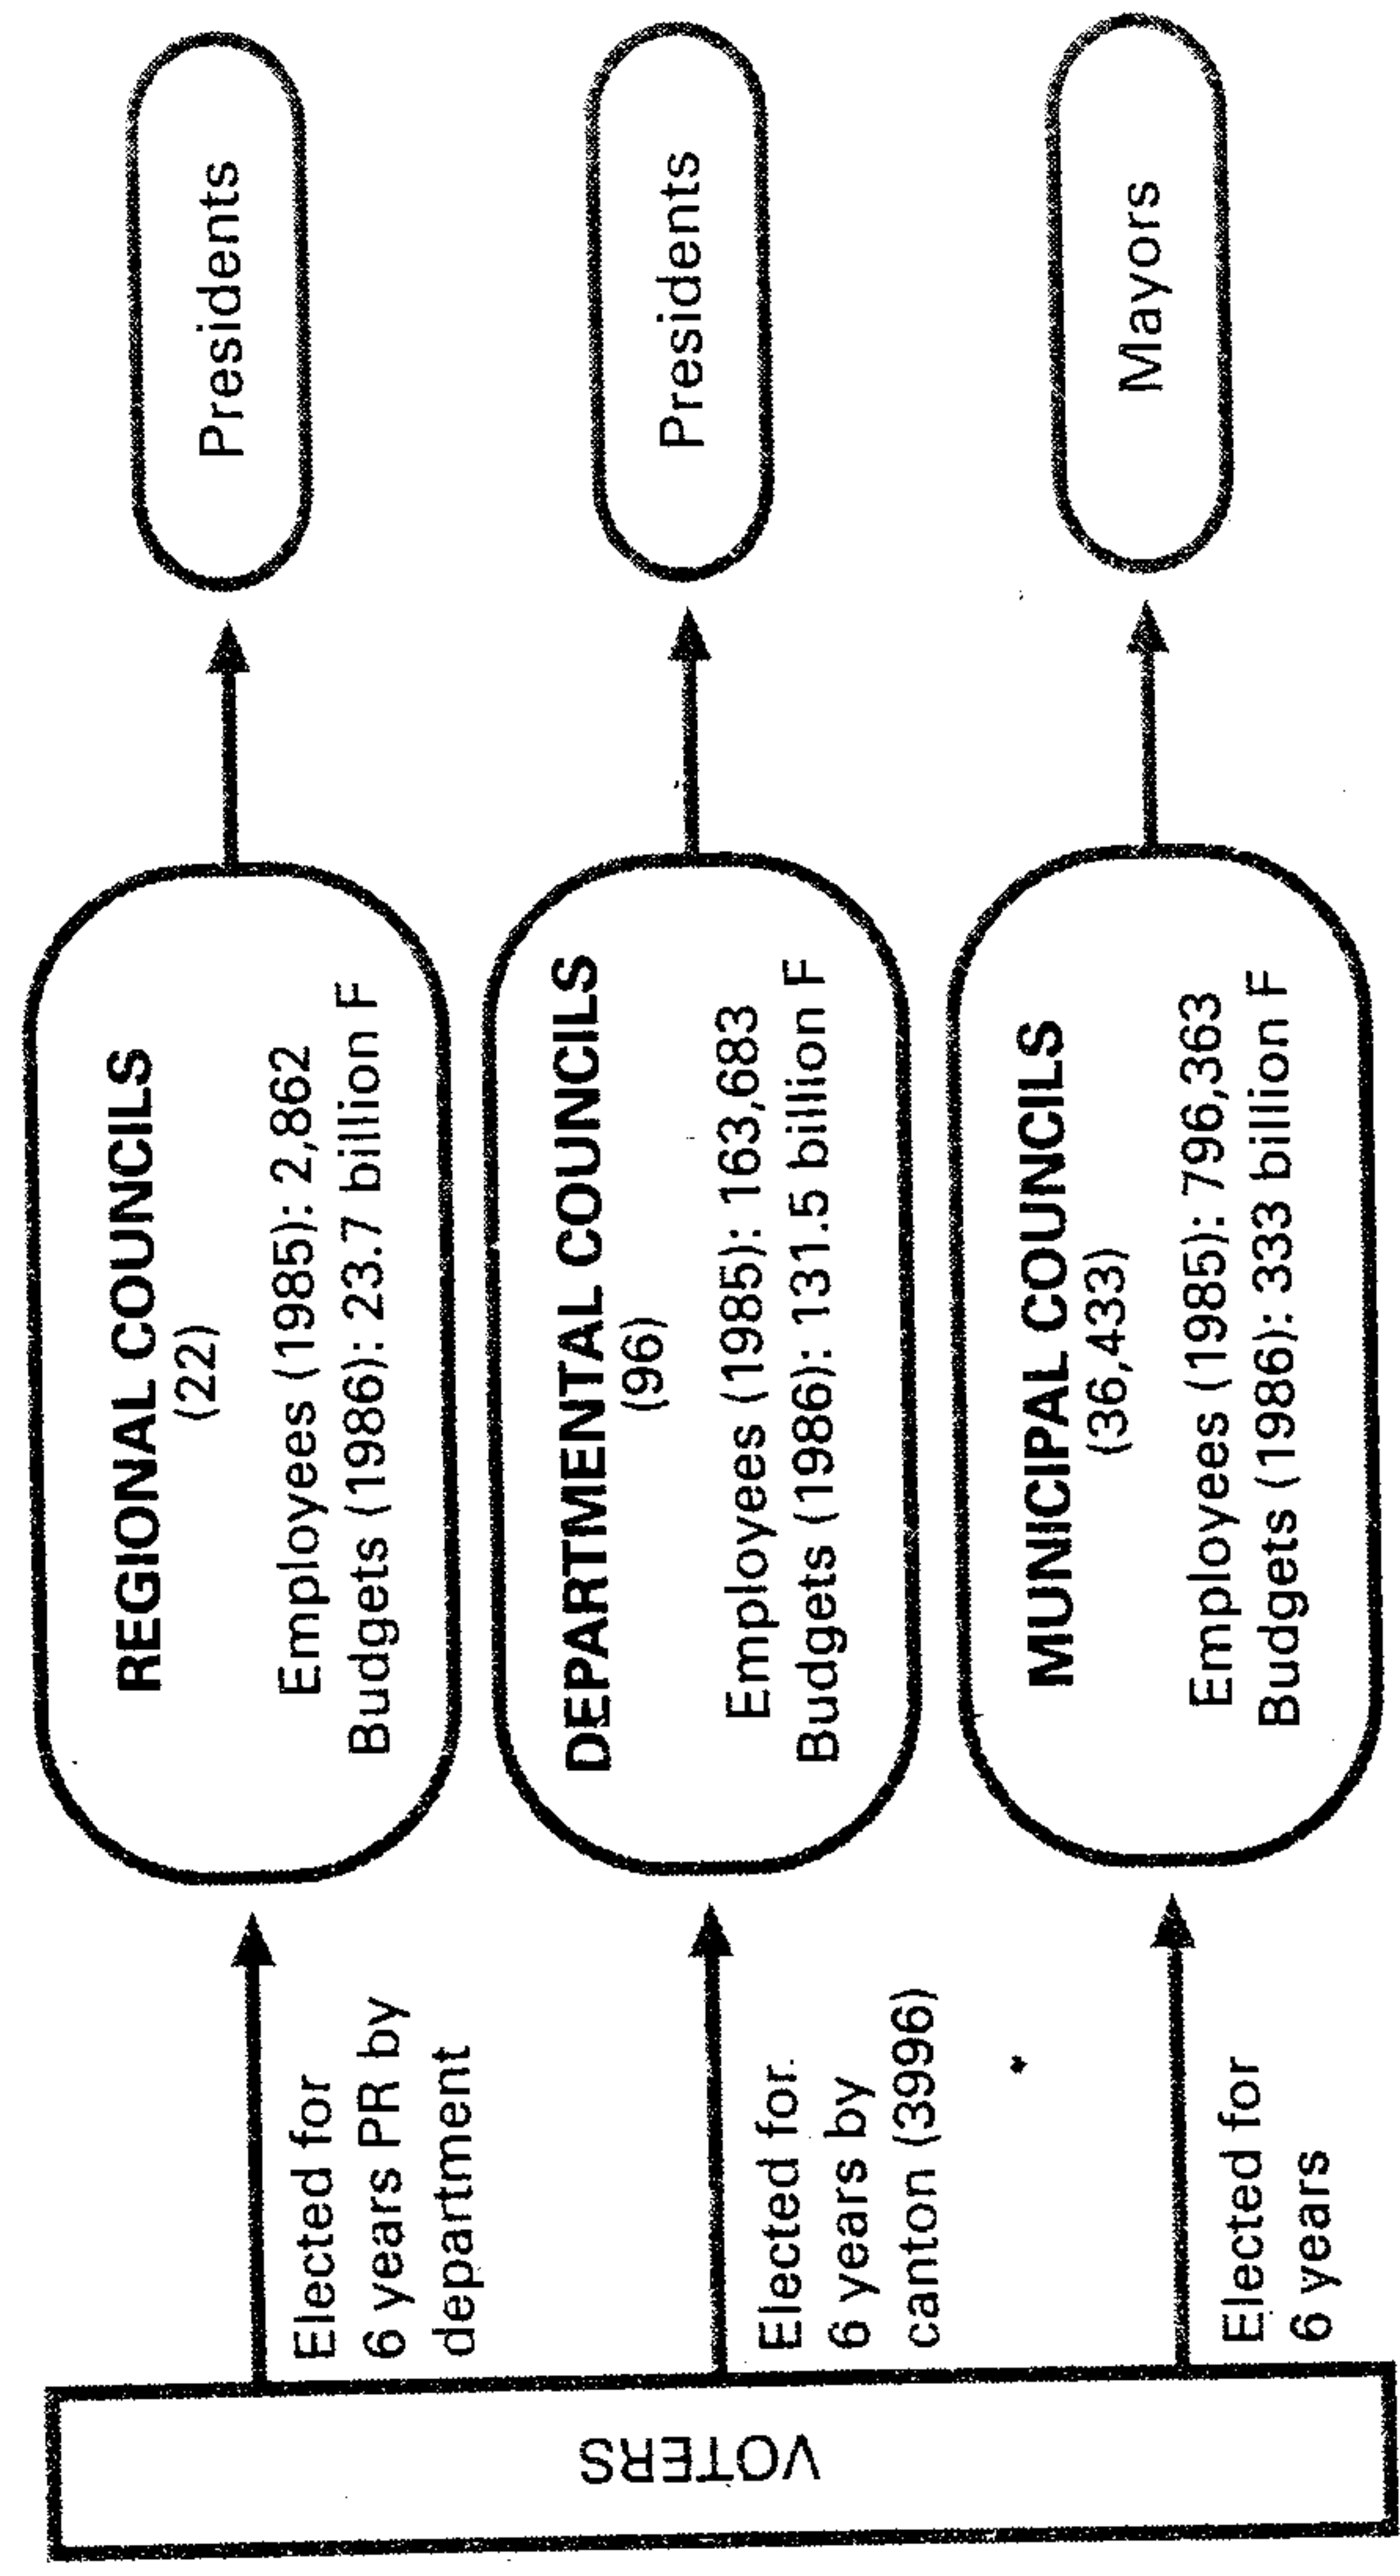 VOTERS
Elected for
6 years PR by
department
REGIONAL COUNCILS
(22)
Employees (1985): 2,862
Budgets (1986): 23.7 billion F
Presidents
Elected for
6 years by
canton (3996)
DEPARTMENTAL COUNCILS
(96)
Employees (1985): 163,683
Budgets (1986): 131.5 billion F
Presidents
Elected for
6 years
MUNICIPAL COUNCILS
(36,433)
Employees (1985): 796,363
Budgets (1986): 333 billion F
Mayors